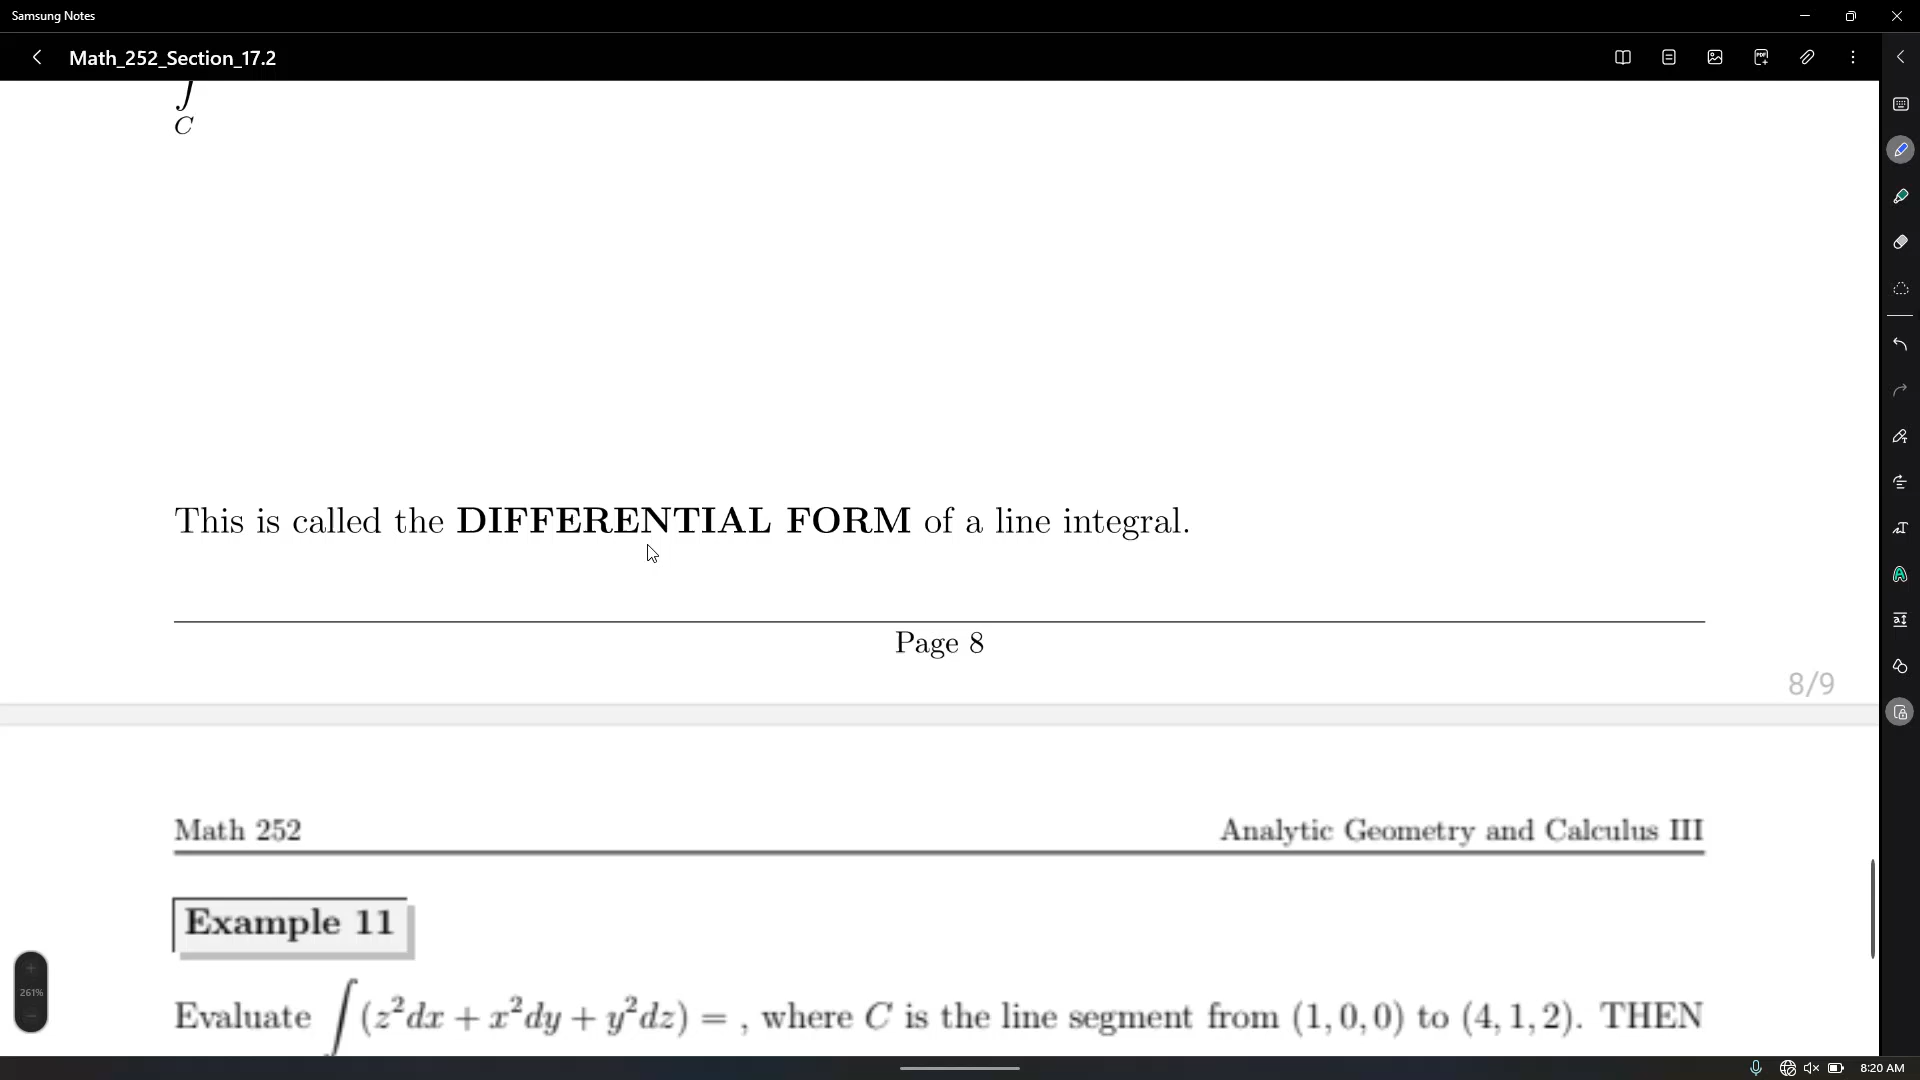 Samsung Notes
Math_252_Section_17.2
∫
C
This is called the DIFFERENTIAL FORM of a line integral.
Page 8
8/9
Math 252 Analytic Geometry and Calculus III
Example 11
Evaluate ∫(z²dx + x²dy + y²dz) = , where C is the line segment from (1, 0, 0) to (4, 1, 2). THEN
261%
8:20 AM